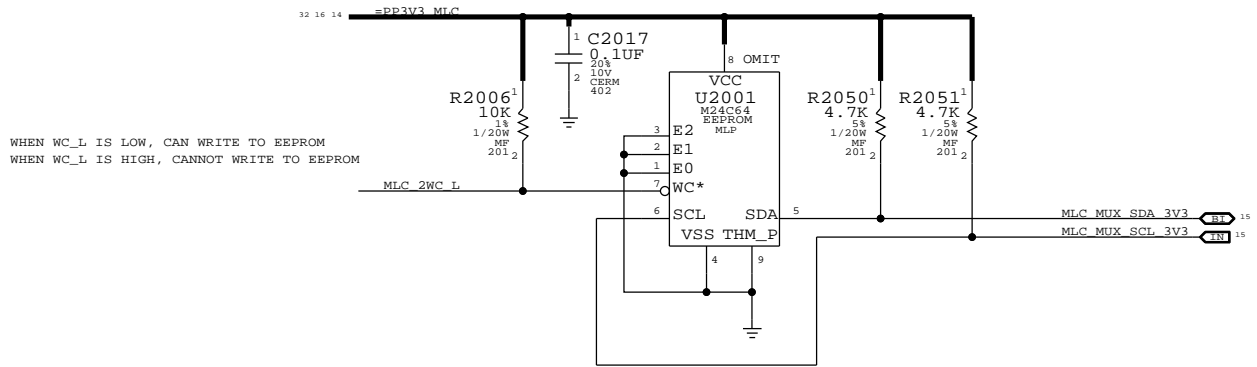 32 16 14 =PP3V3_MLC
1 C2017
0.1UF
20%
10V
CERM
402
2
8 OMIT
VCC
U2001
M24C64
EEPROM
MLP
R2006 1
10K
1%
1/20W
MF
201 2
R2050 1
4.7K
5%
1/20W
MF
201 2
R2051 1
4.7K
5%
1/20W
MF
201 2
WHEN WC_L IS LOW, CAN WRITE TO EEPROM
WHEN WC_L IS HIGH, CANNOT WRITE TO EEPROM
3 E2
2 E1
1 E0
MLC_2WC_L 7 WC*
6 SCL SDA 5
VSS THM_P
4 9
MLC_MUX_SDA_3V3 BI 15
MLC_MUX_SCL_3V3 IN 15